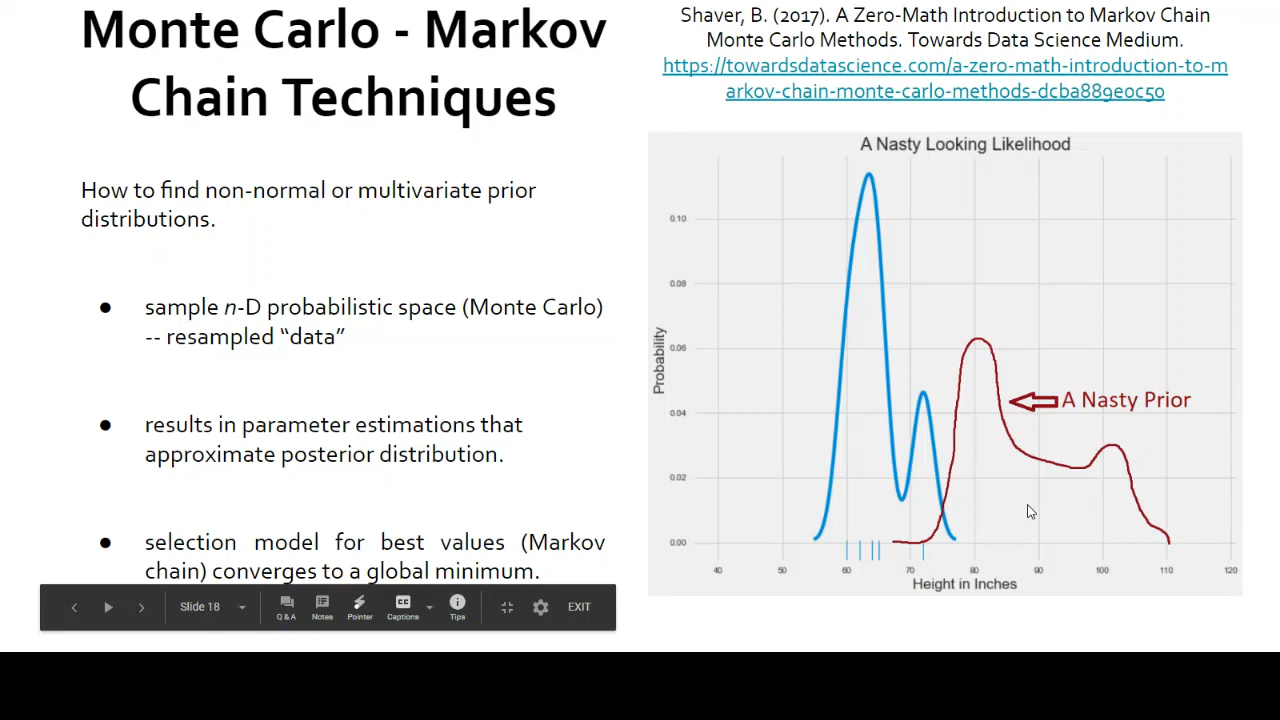 Monte Carlo - Markov
Chain Techniques
How to find non-normal or multivariate prior
distributions.
● sample n-D probabilistic space (Monte Carlo)
-- resampled “data”
● results in parameter estimations that
approximate posterior distribution.
● selection model for best values (Markov
chain) converges to a global minimum.
Slide 18
Q & A
Notes
Pointer
Captions
Tips
EXIT
Shaver, B. (2017). A Zero-Math Introduction to Markov Chain
Monte Carlo Methods. Towards Data Science Medium.
https://towardsdatascience.com/a-zero-math-introduction-to-m
arkov-chain-monte-carlo-methods-dcba889e0c50
A Nasty Looking Likelihood
0.10
0.08
0.06
0.04
0.02
0.00
Probability
A Nasty Prior
40 50 60 70 80 90 100 110 120
Height in Inches